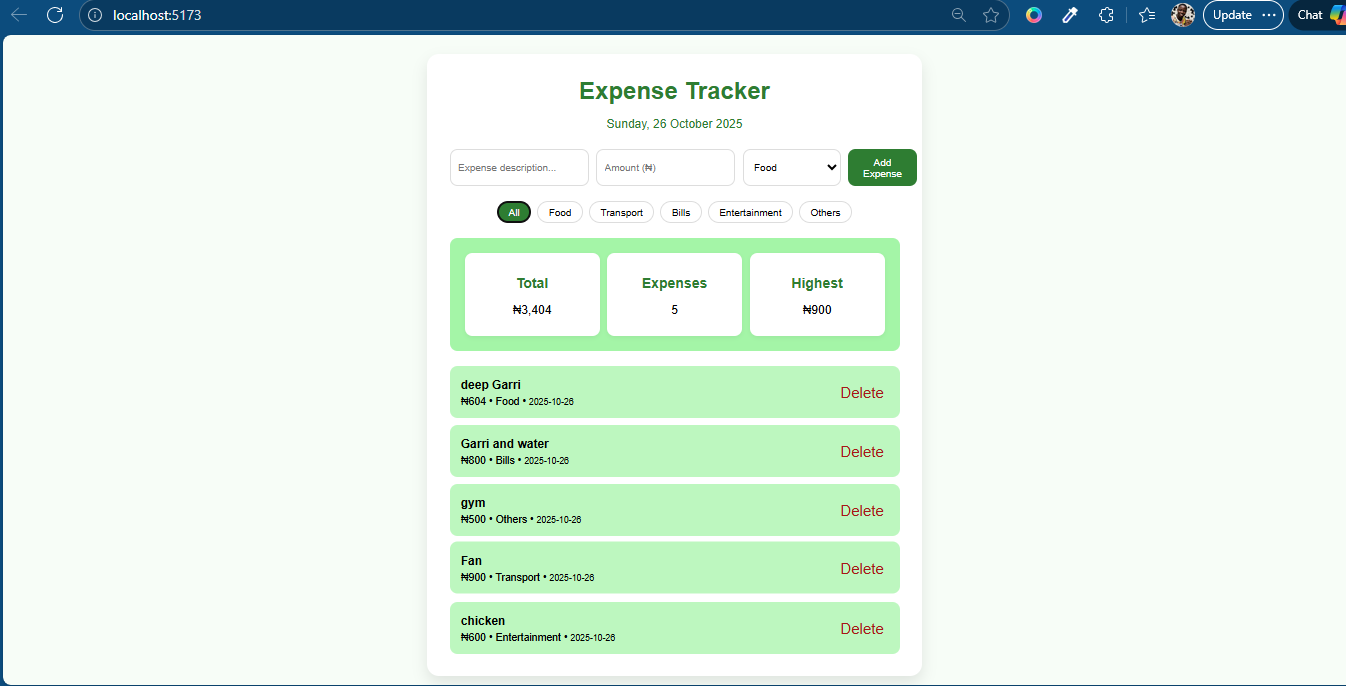 localhost:5173
Update
Chat
Expense Tracker
Sunday, 26 October 2025
Expense description...
Amount (₦)
Food
Add
Expense
All
Food
Transport
Bills
Entertainment
Others
Total
Expenses
Highest
₦3,404
5
₦900
deep Garri
₦604 • Food • 2025-10-26
Delete
Garri and water
₦800 • Bills • 2025-10-26
Delete
gym
₦500 • Others • 2025-10-26
Delete
Fan
₦900 • Transport • 2025-10-26
Delete
chicken
₦600 • Entertainment • 2025-10-26
Delete